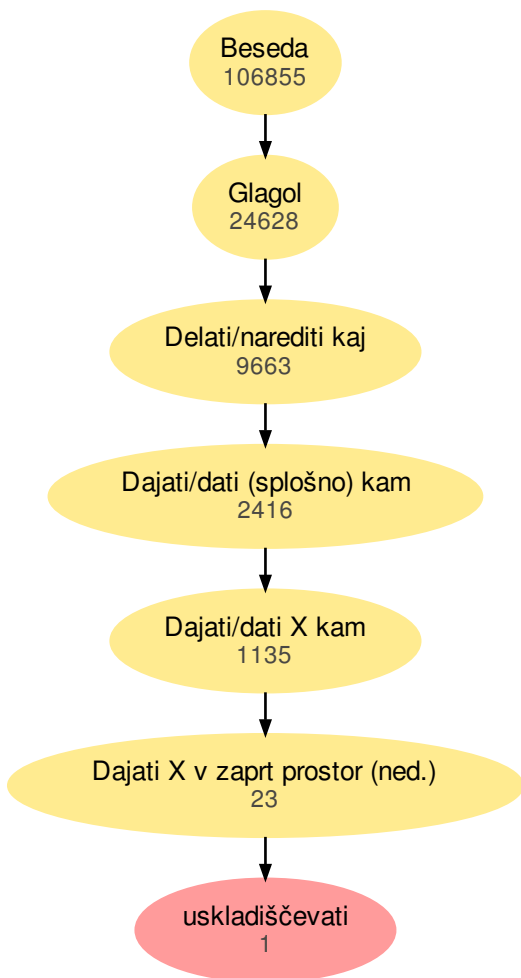 Beseda
106855
Glagol
24628
Delati/narediti kaj
9663
Dajati/dati (splošno) kam
2416
Dajati/dati X kam
1135
Dajati X v zaprt prostor (ned.)
23
uskladiščevati
1